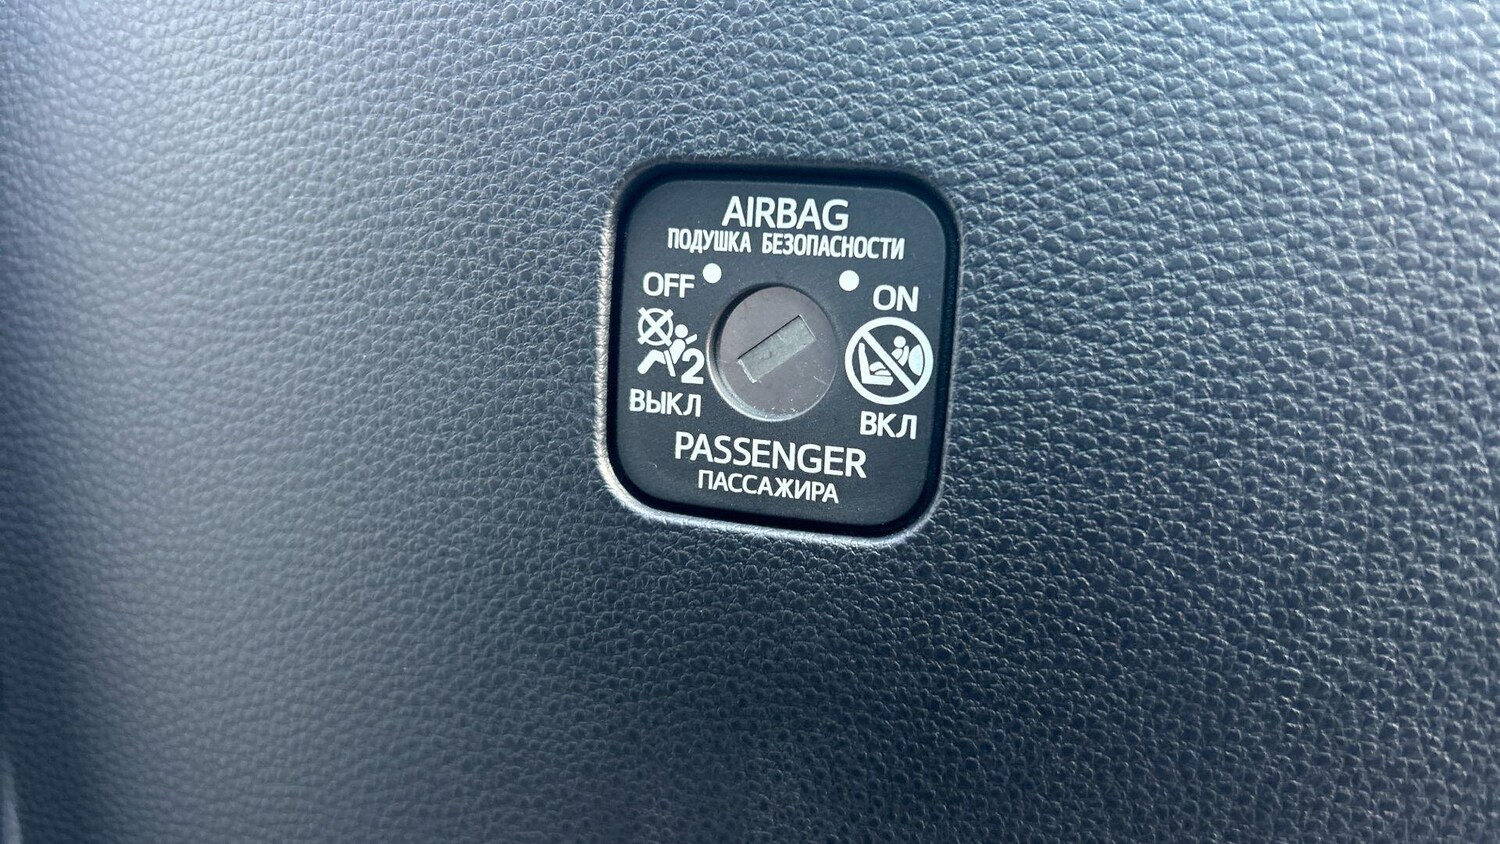 AIRBAG
ПОДУШКА БЕЗОПАСНОСТИ
OFF
ON
2
ВЫКЛ
ВКЛ
PASSENGER
ПАССАЖИРА